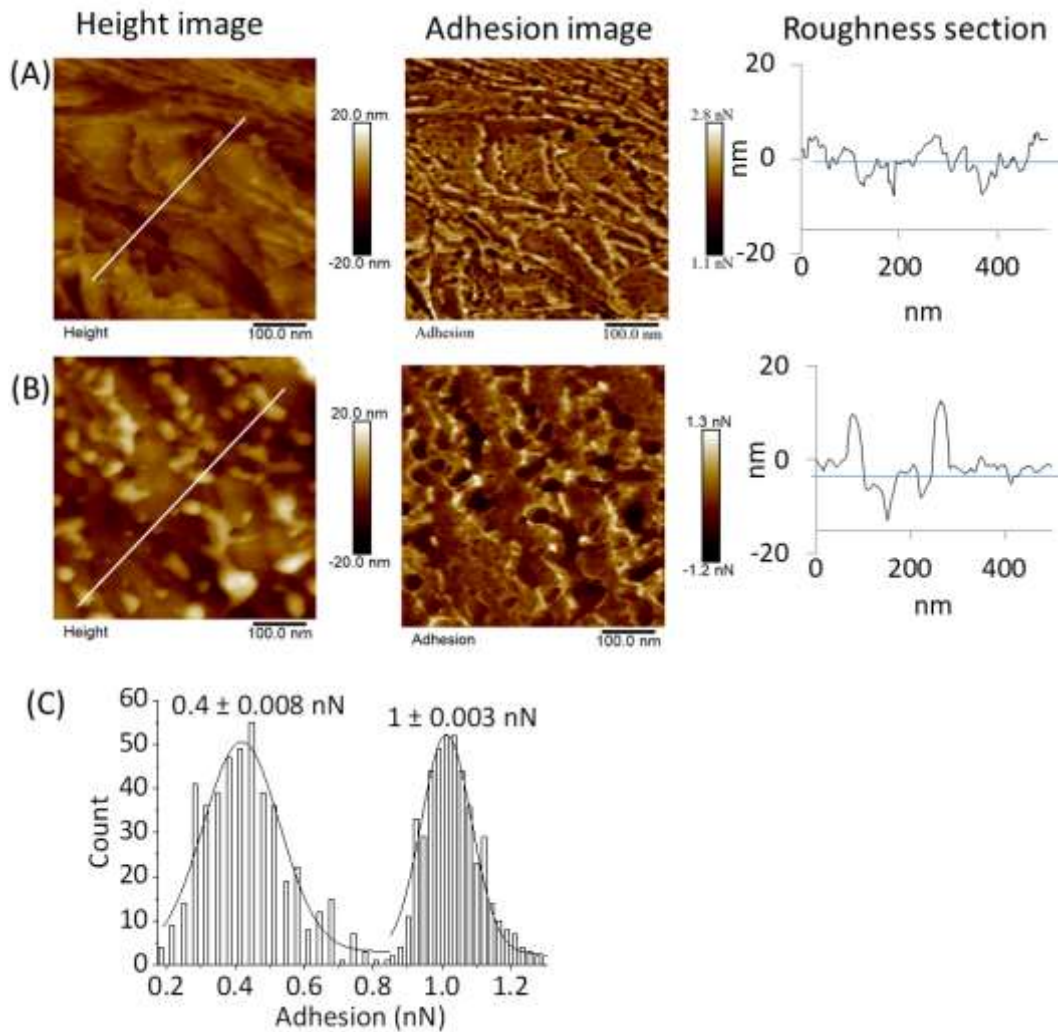 Height image Adhesion image Roughness section
(A)
20.0 nm
-20.0 nm
Height
100.0 nm
2.8 nN
1.1 nN
Adhesion
100.0 nm
20
0
-20
nm
0 200 400
nm
(B)
20.0 nm
-20.0 nm
Height
100.0 nm
1.3 nN
-1.2 nN
Adhesion
100.0 nm
20
0
-20
nm
0 200 400
nm
(C)
0.4 ± 0.008 nN 1 ± 0.003 nN
60
50
40
30
20
10
0
Count
0.2 0.4 0.6 0.8 1.0 1.2
Adhesion (nN)